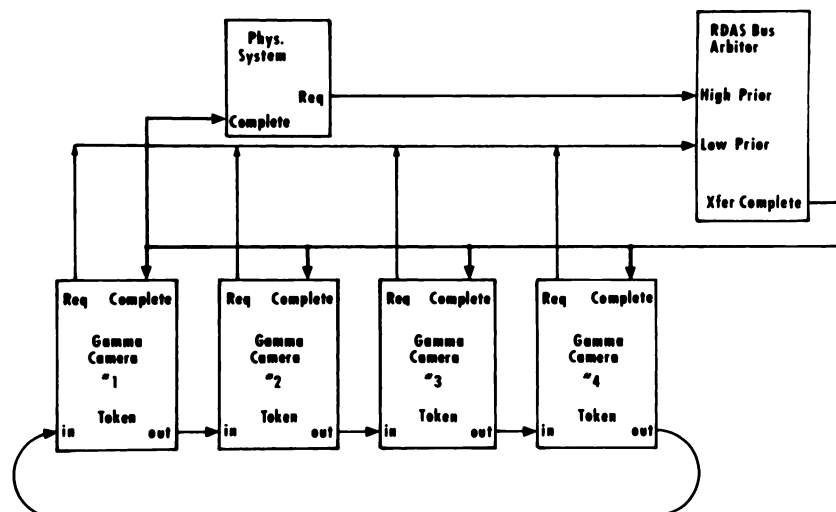 Phys.
System
Req
Complete
RDAS Bus
Arbitor
High Prior
Low Prior
Xfer Complete
Req Complete
Gamma
Camera
"1
Token
in out
Req Complete
Gamma
Camera
"2
Token
in out
Req Complete
Gamma
Camera
"3
Token
in out
Req Complete
Gamma
Camera
"4
Token
in out